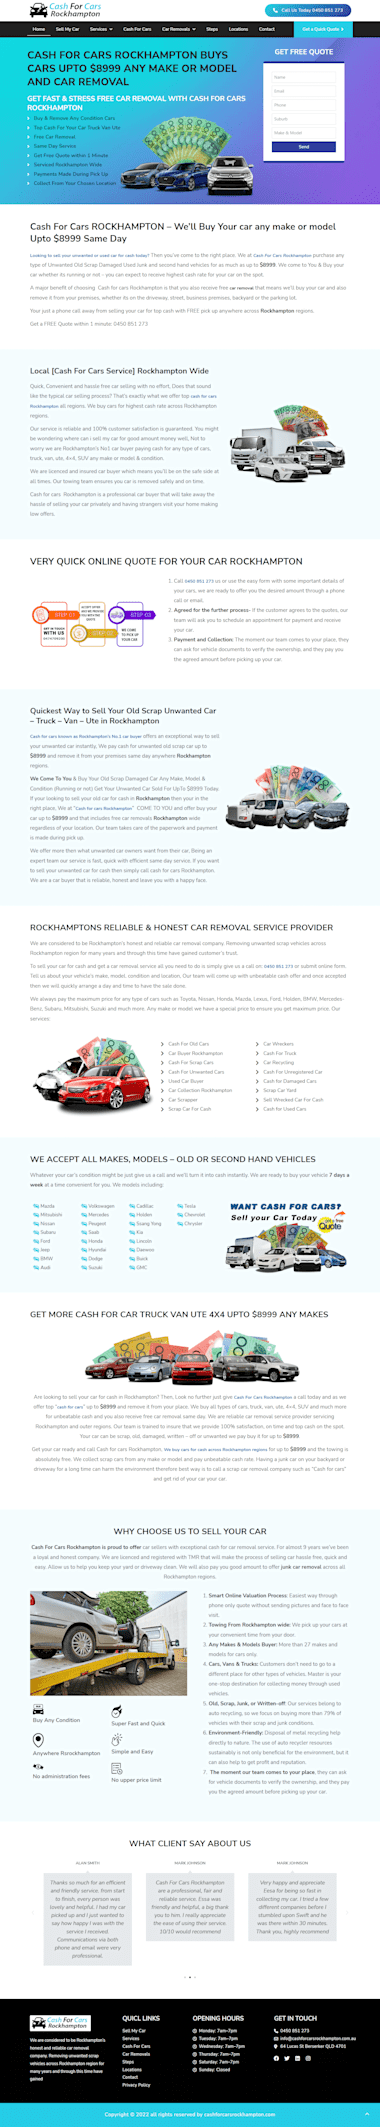 Cash For Cars
Rockhampton
Call Us Today 0450 851 273
Home
Sell My Car
Services
Cash For Cars
Car Removals
Steps
Locations
Contact
Get a Quick Quote
CASH FOR CARS ROCKHAMPTON BUYS
CARS UPTO $8999 ANY MAKE OR MODEL
AND CAR REMOVAL
GET FAST & STRESS FREE CAR REMOVAL WITH CASH FOR CARS
ROCKHAMPTON
Buy & Remove Any Condition Cars
Top Cash For Your Car Truck Van Ute
Free Car Removal
Same Day Service
Get Free Quote within 1 Minute
Serviced Rockhampton Wide
Payments Made During Pick Up
Collect From Your Chosen Location
GET FREE QUOTE
Name
Email
Phone
Suburb
Make & Model
Send
Cash For Cars ROCKHAMPTON – We'll Buy Your car any make or model
Upto $8999 Same Day
Looking to sell your unwanted or used car for cash today? Then you've come to the right place. We at Cash For Cars Rockhampton purchase any
type of Unwanted Old Scrap Damaged Used Junk and second hand vehicles for as much as up to $8999. We come to You & Buy your
car whether its running or not – you can expect to receive highest cash rate for your car on the spot.
A major benefit of choosing Cash for cars Rockhampton is that you also receive free car removal that means we'll buy your car and also
remove it from your premises, whether its on the driveway, street, business premises, backyard or the parking lot.
Your just a phone call away from selling your car for top cash with FREE pick up anywhere across Rockhampton regions.
Get a FREE Quote within 1 minute: 0450 851 273
Local [Cash For Cars Service] Rockhampton Wide
Quick, Convenient and hassle free car selling with no effort. Does that sound
like the typical car selling process? That's exactly what we offer top cash for cars
Rockhampton all regions. We buy cars for highest cash rate across Rockhampton
regions.
Our service is reliable and 100% customer satisfaction is guaranteed. You might
be wondering where can i sell my car for good amount money well, Not to
worry we are Rockhampton's No1 car buyer paying cash for any type of cars,
truck, van, ute, 4×4, SUV any make or model & condition.
We are licenced and insured car buyer which means you'll be on the safe side at
all times. Our towing team ensures you car is removed safely and on time.
Cash for cars Rockhampton is a professional car buyer that will take away the
hassle of selling your car privately and having strangers visit your home making
low offers.
VERY QUICK ONLINE QUOTE FOR YOUR CAR ROCKHAMPTON
STEP 01
GET IN TOUCH
WITH US
STEP 02
STEP 03
WE COME
TO PICK UP
YOUR CAR
1. Call 0450 851 273 us or use the easy form with some important details of
your cars, we are ready to offer you the desired amount through a phone
call or email.
2. Agreed for the further process- If the customer agrees to the quotes, our
team will ask you to schedule an appointment for payment and receive
your car.
3. Payment and Collection: The moment our team comes to your place, they
can ask for vehicle documents to verify the ownership, and they pay you
the agreed amount before picking up your car.
Quickest Way to Sell Your Old Scrap Unwanted Car
– Truck – Van – Ute in Rockhampton
Cash for cars known as Rockhampton's No.1 car buyer offers an exceptional way to sell
your unwanted car instantly. We pay cash for unwanted old scrap car up to
$8999 and remove it from your premises same day anywhere Rockhampton
regions.
We Come To You & Buy Your Old Scrap Damaged Car Any Make, Model &
Condition (Running or not) Get Your Unwanted Car Sold For UpTo $8999 Today.
If your looking to sell your old car for cash in Rockhampton then your in the
right place, We at "Cash for cars Rockhampton" COME TO YOU and offer buy your
car up to $8999 and that includes free car removals Rockhampton wide
regardless of your location. Our team takes care of the paperwork and payment
is made during pick up.
We offer more then what unwanted car owners want from their car. Being an
expert team our service is fast, quick with efficient same day service. If you want
to sell your unwanted car for cash then simply call cash for cars Rockhampton.
We are a car buyer that is reliable, honest and leave you with a happy face.
ROCKHAMPTONS RELIABLE & HONEST CAR REMOVAL SERVICE PROVIDER
We are considered to be Rockhampton's honest and reliable car removal company. Removing unwanted scrap vehicles across
Rockhampton region for many years and through this time have gained customer's trust.
To sell your car for cash and get a car removal service all you need to do is simply give us a call on: 0450 851 273 or submit online form.
Tell us about your vehicle's make, model, condition and location. Our team will come up with unbeatable cash offer and once accepted
then we will quickly arrange a day and time to have the sale done.
We always pay the maximum price for any type of cars such as Toyota, Nissan, Honda, Mazda, Lexus, Ford, Holden, BMW, Mercedes-
Benz, Subaru, Mitsubishi, Suzuki and much more. Any make or model we have a special price to ensure you get maximum price. Our
services:
Cash For Old Cars
Car Buyer Rockhampton
Cash For Scrap Cars
Cash For Unwanted Cars
Used Car Buyer
Car Collection Rockhampton
Car Scrapper
Scrap Car For Cash
Car Wreckers
Cash For Truck
Car Recycling
Cash For Unregistered Car
Cash for Damaged Cars
Scrap Car Yard
Sell Wrecked Car For Cash
Cash for Used Cars
WE ACCEPT ALL MAKES, MODELS – OLD OR SECOND HAND VEHICLES
Whatever your car's condition might be just give us a call and we'll turn it into cash instantly. We are ready to buy your vehicle 7 days a
week at a time convenient for you. We models including:
Mazda
Mitsubishi
Nissan
Subaru
Ford
Jeep
BMW
Audi
Volkswagen
Mercedes
Peugeot
Saab
Honda
Hyundai
Dodge
Suzuki
Cadillac
Holden
Ssang Yong
Kia
Lincoln
Daewoo
Buick
GMC
Tesla
Chevrolet
Chrysler
WANT CASH FOR CARS?
Sell your Car Today
Get a free
Quote
GET MORE CASH FOR CAR TRUCK VAN UTE 4X4 UPTO $8999 ANY MAKES
Are looking to sell your car for cash in Rockhampton? Then, Look no further just give Cash For Cars Rockhampton a call today and as we
offer top "cash for cars" up to $8999 and remove it from your place. We buy all types of cars, truck, van, ute, 4×4, SUV and much more
for unbeatable cash and you also receive free car removal same day. We are reliable car removal service provider servicing
Rockhampton and outer regions. Our team is trained to ensure that we provide 100% satisfaction, on time and top cash on the spot.
Your car can be scrap, old, damaged, written – off or unwanted we pay buy it for up to $8999.
Get your car ready and call Cash for cars Rockhampton, We buy cars for cash across Rockhampton regions for up to $8999 and the towing is
absolutely free. We collect scrap cars from any make or model and pay unbeatable cash rate. Having a junk car on your backyard or
driveway for a long time can harm the environment therefore best way is to call a scrap car removal company such as "Cash for cars"
and get rid of your car your car.
WHY CHOOSE US TO SELL YOUR CAR
Cash For Cars Rockhampton is proud to offer car sellers with exceptional cash for car removal service. For almost 9 years we've been
a loyal and honest company. We are licenced and registered with TMR that will make the process of selling car hassle free, quick and
easy. Allow us to help you keep your yard or driveway clean. We will also pay you good amount to offer junk car removal across all
Rockhampton regions.
Buy Any Condition
Super Fast and Quick
Anywhere Rorockhampton
Simple and Easy
No administration fees
No upper price limit
1. Smart Online Valuation Process: Easiest way through
phone only quote without sending pictures and face to face
visit.
2. Towing From Rockhampton wide: We pick up your cars at
your convenient time from your door.
3. Any Makes & Models Buyer: More than 27 makes and
models for cars only.
4. Cars, Vans & Trucks: Customers don't need to go to a
different place for other types of vehicles. Master is your
one-stop destination for collecting money through used
vehicles.
5. Old, Scrap, Junk, or Written-off: Our services belong to
auto recycling, so we focus on buying more than 79% of
vehicles with their scrap and junk conditions.
6. Environment-Friendly: Disposal of metal recycling help
directly to nature. The use of auto recycler resources
sustainably is not only beneficial for the environment, but it
can also help to get profit and reputation.
7. The moment our team comes to your place, they can
ask for vehicle documents to verify the ownership, and they pay
you the agreed amount before picking up your car.
WHAT CLIENT SAY ABOUT US
ALAN SMITH
Thanks so much for an efficient
and friendly service, from start
to finish, every person was
lovely and helpful. I had my car
picked up and I just wanted to
say how happy I was with the
service I received.
Communications via both
phone and email were very
professional.
MARK JOHNSON
Cash For Cars Rockhampton
are a professional, fair and
reliable service. Essa was
friendly and helpful, a big thank
you to him. I really appreciate
the ease of using their service.
10/10 would recommend
MARK JOHNSON
Very happy and appreciate
Essa for being so fast in
collecting my car. I tried a few
different companies before I
stumbled upon Swift and he
was there within 30 minutes.
Thank you, highly recommend
Cash For Cars
Rockhampton
We are considered to be Rockhampton's
honest and reliable car removal
company. Removing unwanted scrap
vehicles across Rockhampton region for
many years and through this time have
gained
QUICL LINKS
Sell My Car
Services
Cash For Cars
Car Removals
Steps
Locations
Contact
Privacy Policy
OPENING HOURS
Monday: 7am–7pm
Tuesday: 7am–7pm
Wednesday: 7am–7pm
Thursday: 7am–7pm
Friday: 7am–7pm
Saturday: 7am–7pm
Sunday: Closed
GET IN TOUCH
0450 851 273
info@cashforcarsrockhampton.com.au
64 Lucas St Berserker QLD 4701
Copyright © 2022 all rights reserved by cashforcarsrockhampton.com